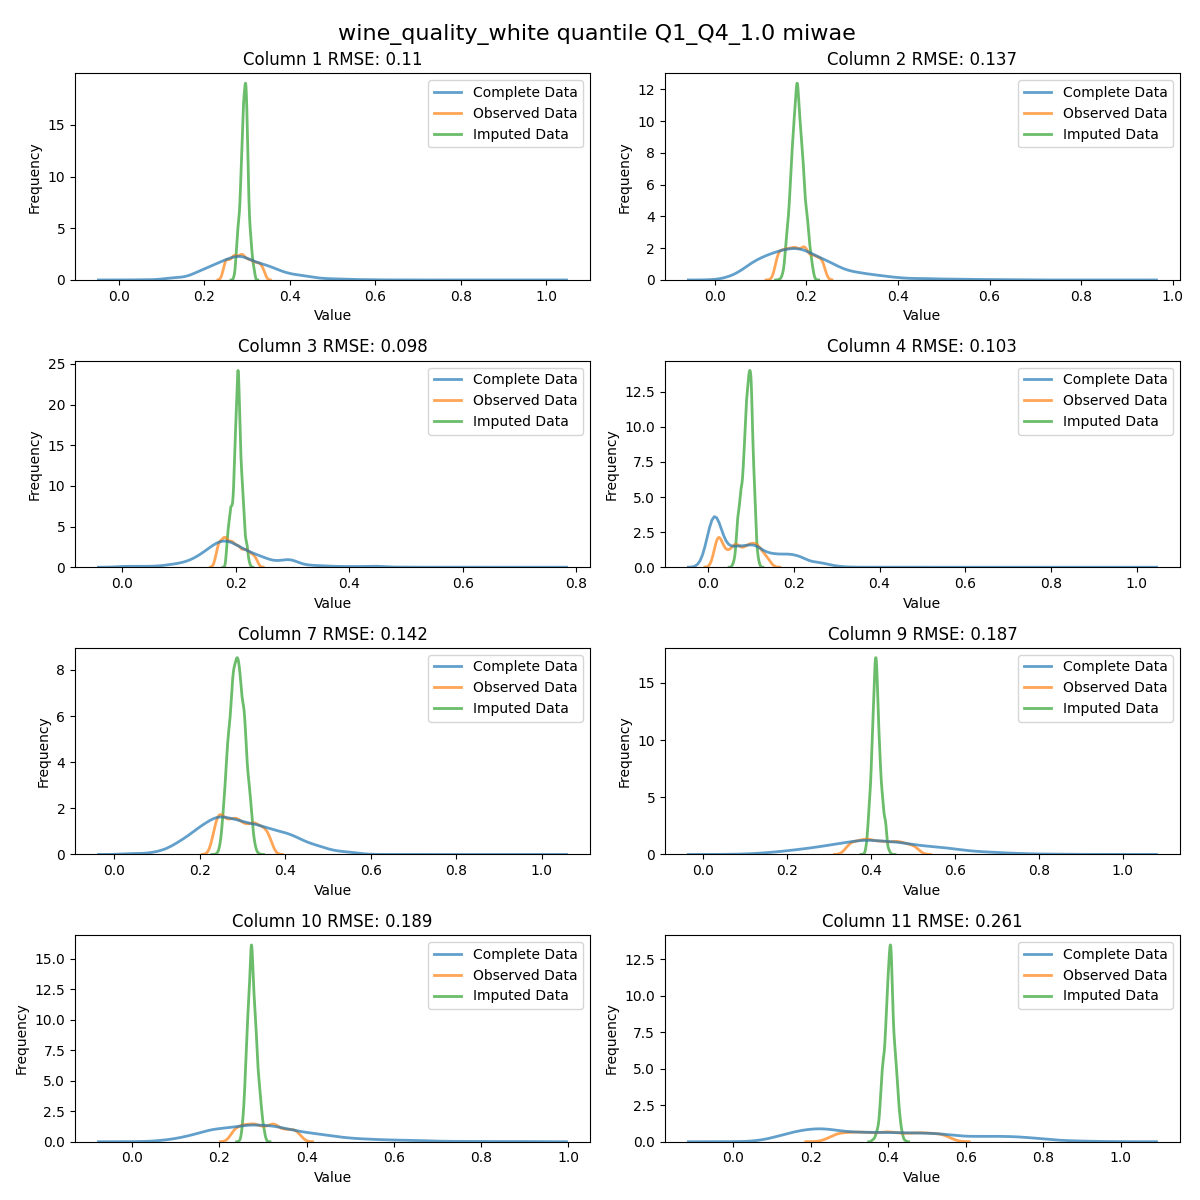 wine_quality_white quantile Q1_Q4_1.0 miwae
Column 1 RMSE: 0.11
Frequency
15
10
5
0
0.0 0.2 0.4 0.6 0.8 1.0
Value
Complete Data
Observed Data
Imputed Data
Column 2 RMSE: 0.137
Frequency
12
10
8
6
4
2
0
0.0 0.2 0.4 0.6 0.8 1.0
Value
Complete Data
Observed Data
Imputed Data
Column 3 RMSE: 0.098
Frequency
25
20
15
10
5
0
0.0 0.2 0.4 0.6 0.8
Value
Complete Data
Observed Data
Imputed Data
Column 4 RMSE: 0.103
Frequency
12.5
10.0
7.5
5.0
2.5
0.0
0.0 0.2 0.4 0.6 0.8 1.0
Value
Complete Data
Observed Data
Imputed Data
Column 7 RMSE: 0.142
Frequency
8
6
4
2
0
0.0 0.2 0.4 0.6 0.8 1.0
Value
Complete Data
Observed Data
Imputed Data
Column 9 RMSE: 0.187
Frequency
15
10
5
0
0.0 0.2 0.4 0.6 0.8 1.0
Value
Complete Data
Observed Data
Imputed Data
Column 10 RMSE: 0.189
Frequency
15.0
12.5
10.0
7.5
5.0
2.5
0.0
0.0 0.2 0.4 0.6 0.8 1.0
Value
Complete Data
Observed Data
Imputed Data
Column 11 RMSE: 0.261
Frequency
12.5
10.0
7.5
5.0
2.5
0.0
0.0 0.2 0.4 0.6 0.8 1.0
Value
Complete Data
Observed Data
Imputed Data